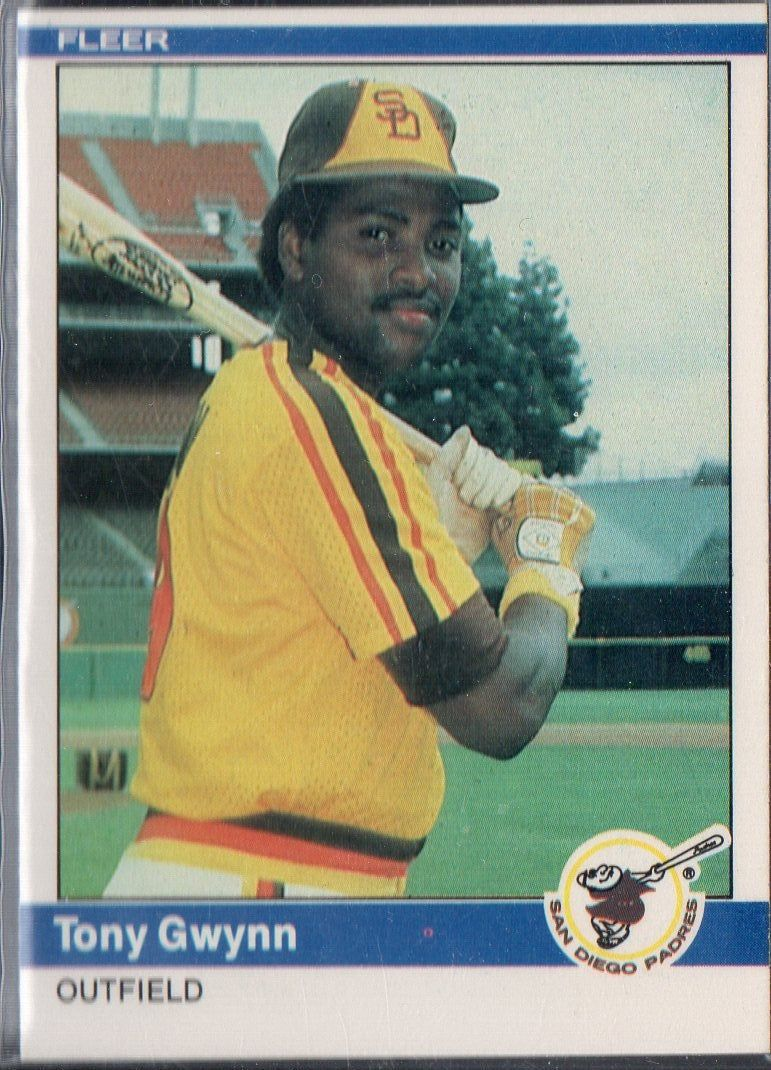 FLEER
SD
Tony Gwynn
SAN DIEGO PADRES
®
OUTFIELD